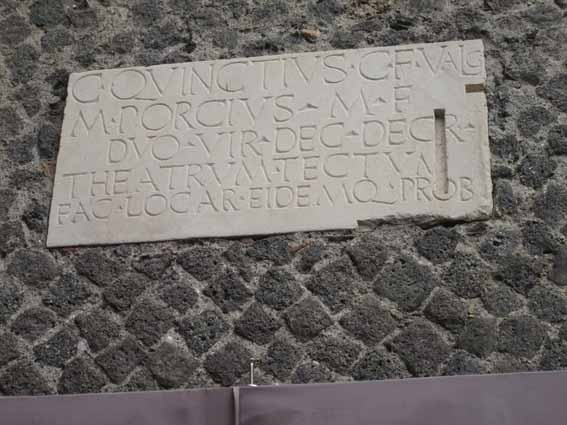 C·QVINCTIVS·C·F·VALG
M·PORCIVS·M·F
DVO·VIR·DEC·DECR·
THEATRVM·TECTVM
FAC·LOCAR·EIDEMQ·PROB